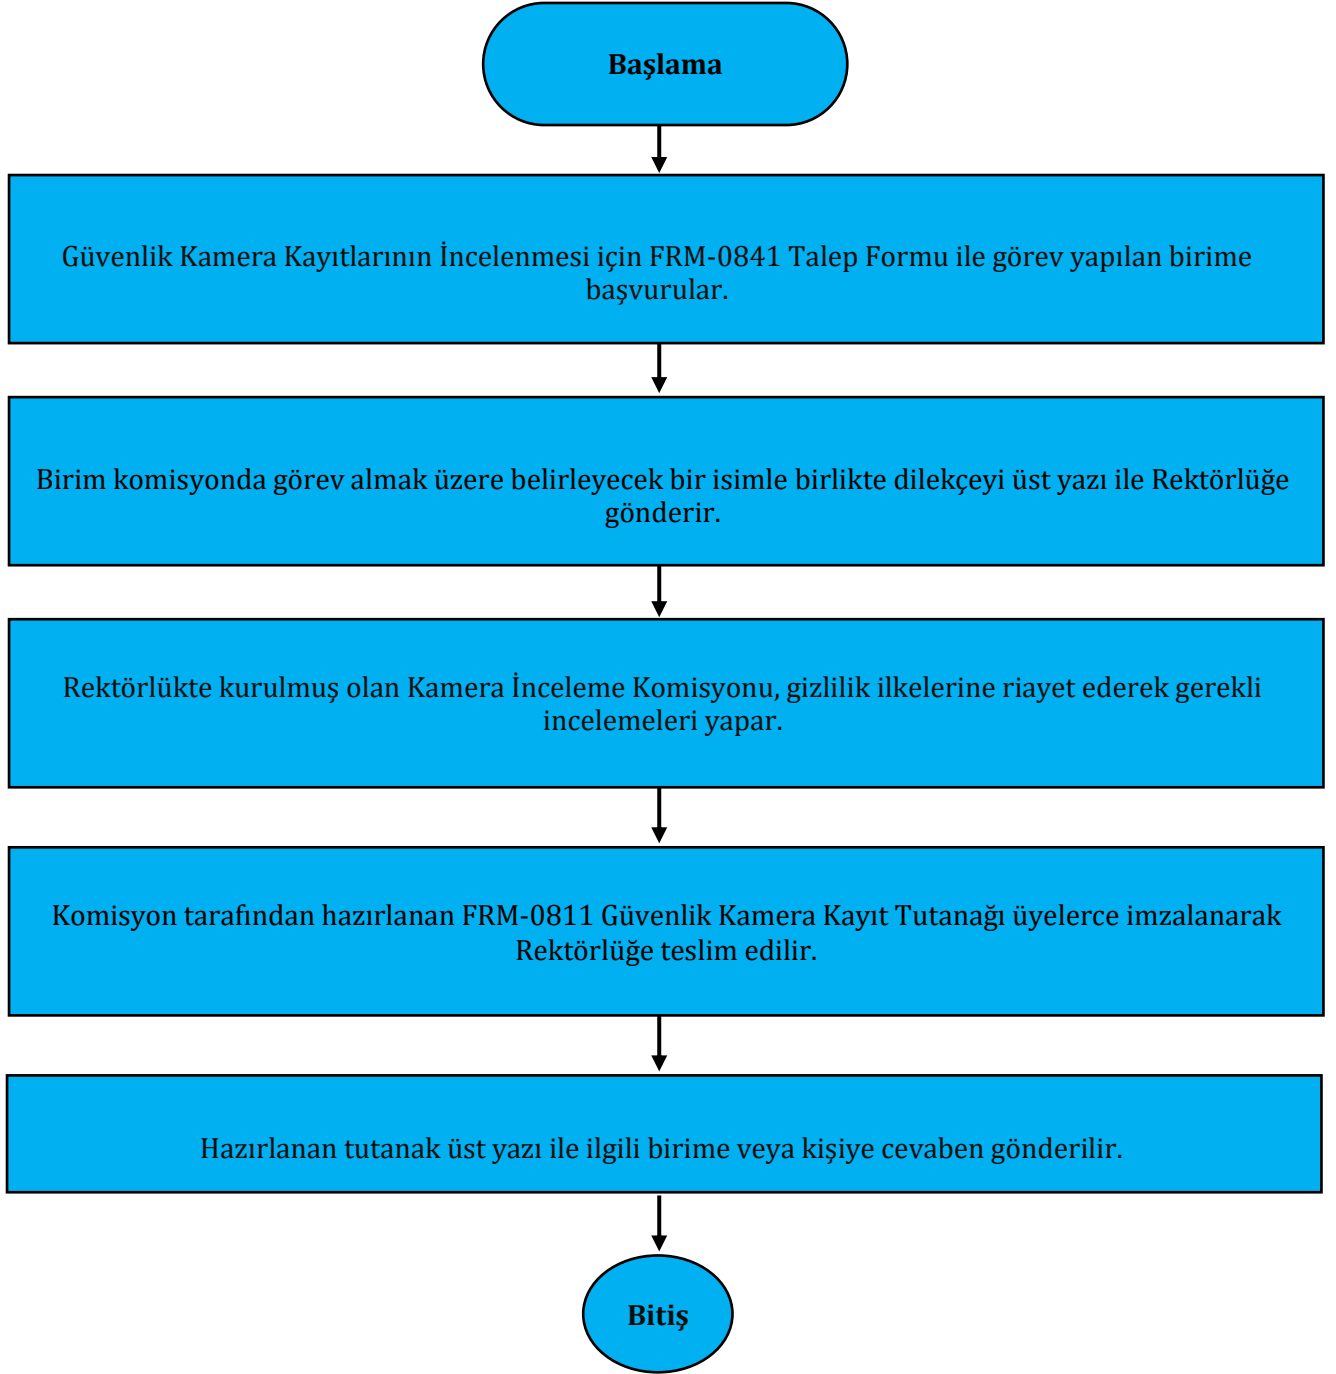 Başlama
Güvenlik Kamera Kayıtlarının İncelenmesi için FRM-0841 Talep Formu ile görev yapılan birime
başvurular.
Birim komisyonda görev almak üzere belirleyecek bir isimle birlikte dilekçeyi üst yazı ile Rektörlüğe
gönderir.
Rektörlükte kurulmuş olan Kamera İnceleme Komisyonu, gizlilik ilkelerine riayet ederek gerekli
incelemeleri yapar.
Komisyon tarafından hazırlanan FRM-0811 Güvenlik Kamera Kayıt Tutanağı üyelerce imzalanarak
Rektörlüğe teslim edilir.
Hazırlanan tutanak üst yazı ile ilgili birime veya kişiye cevaben gönderilir.
Bitiş